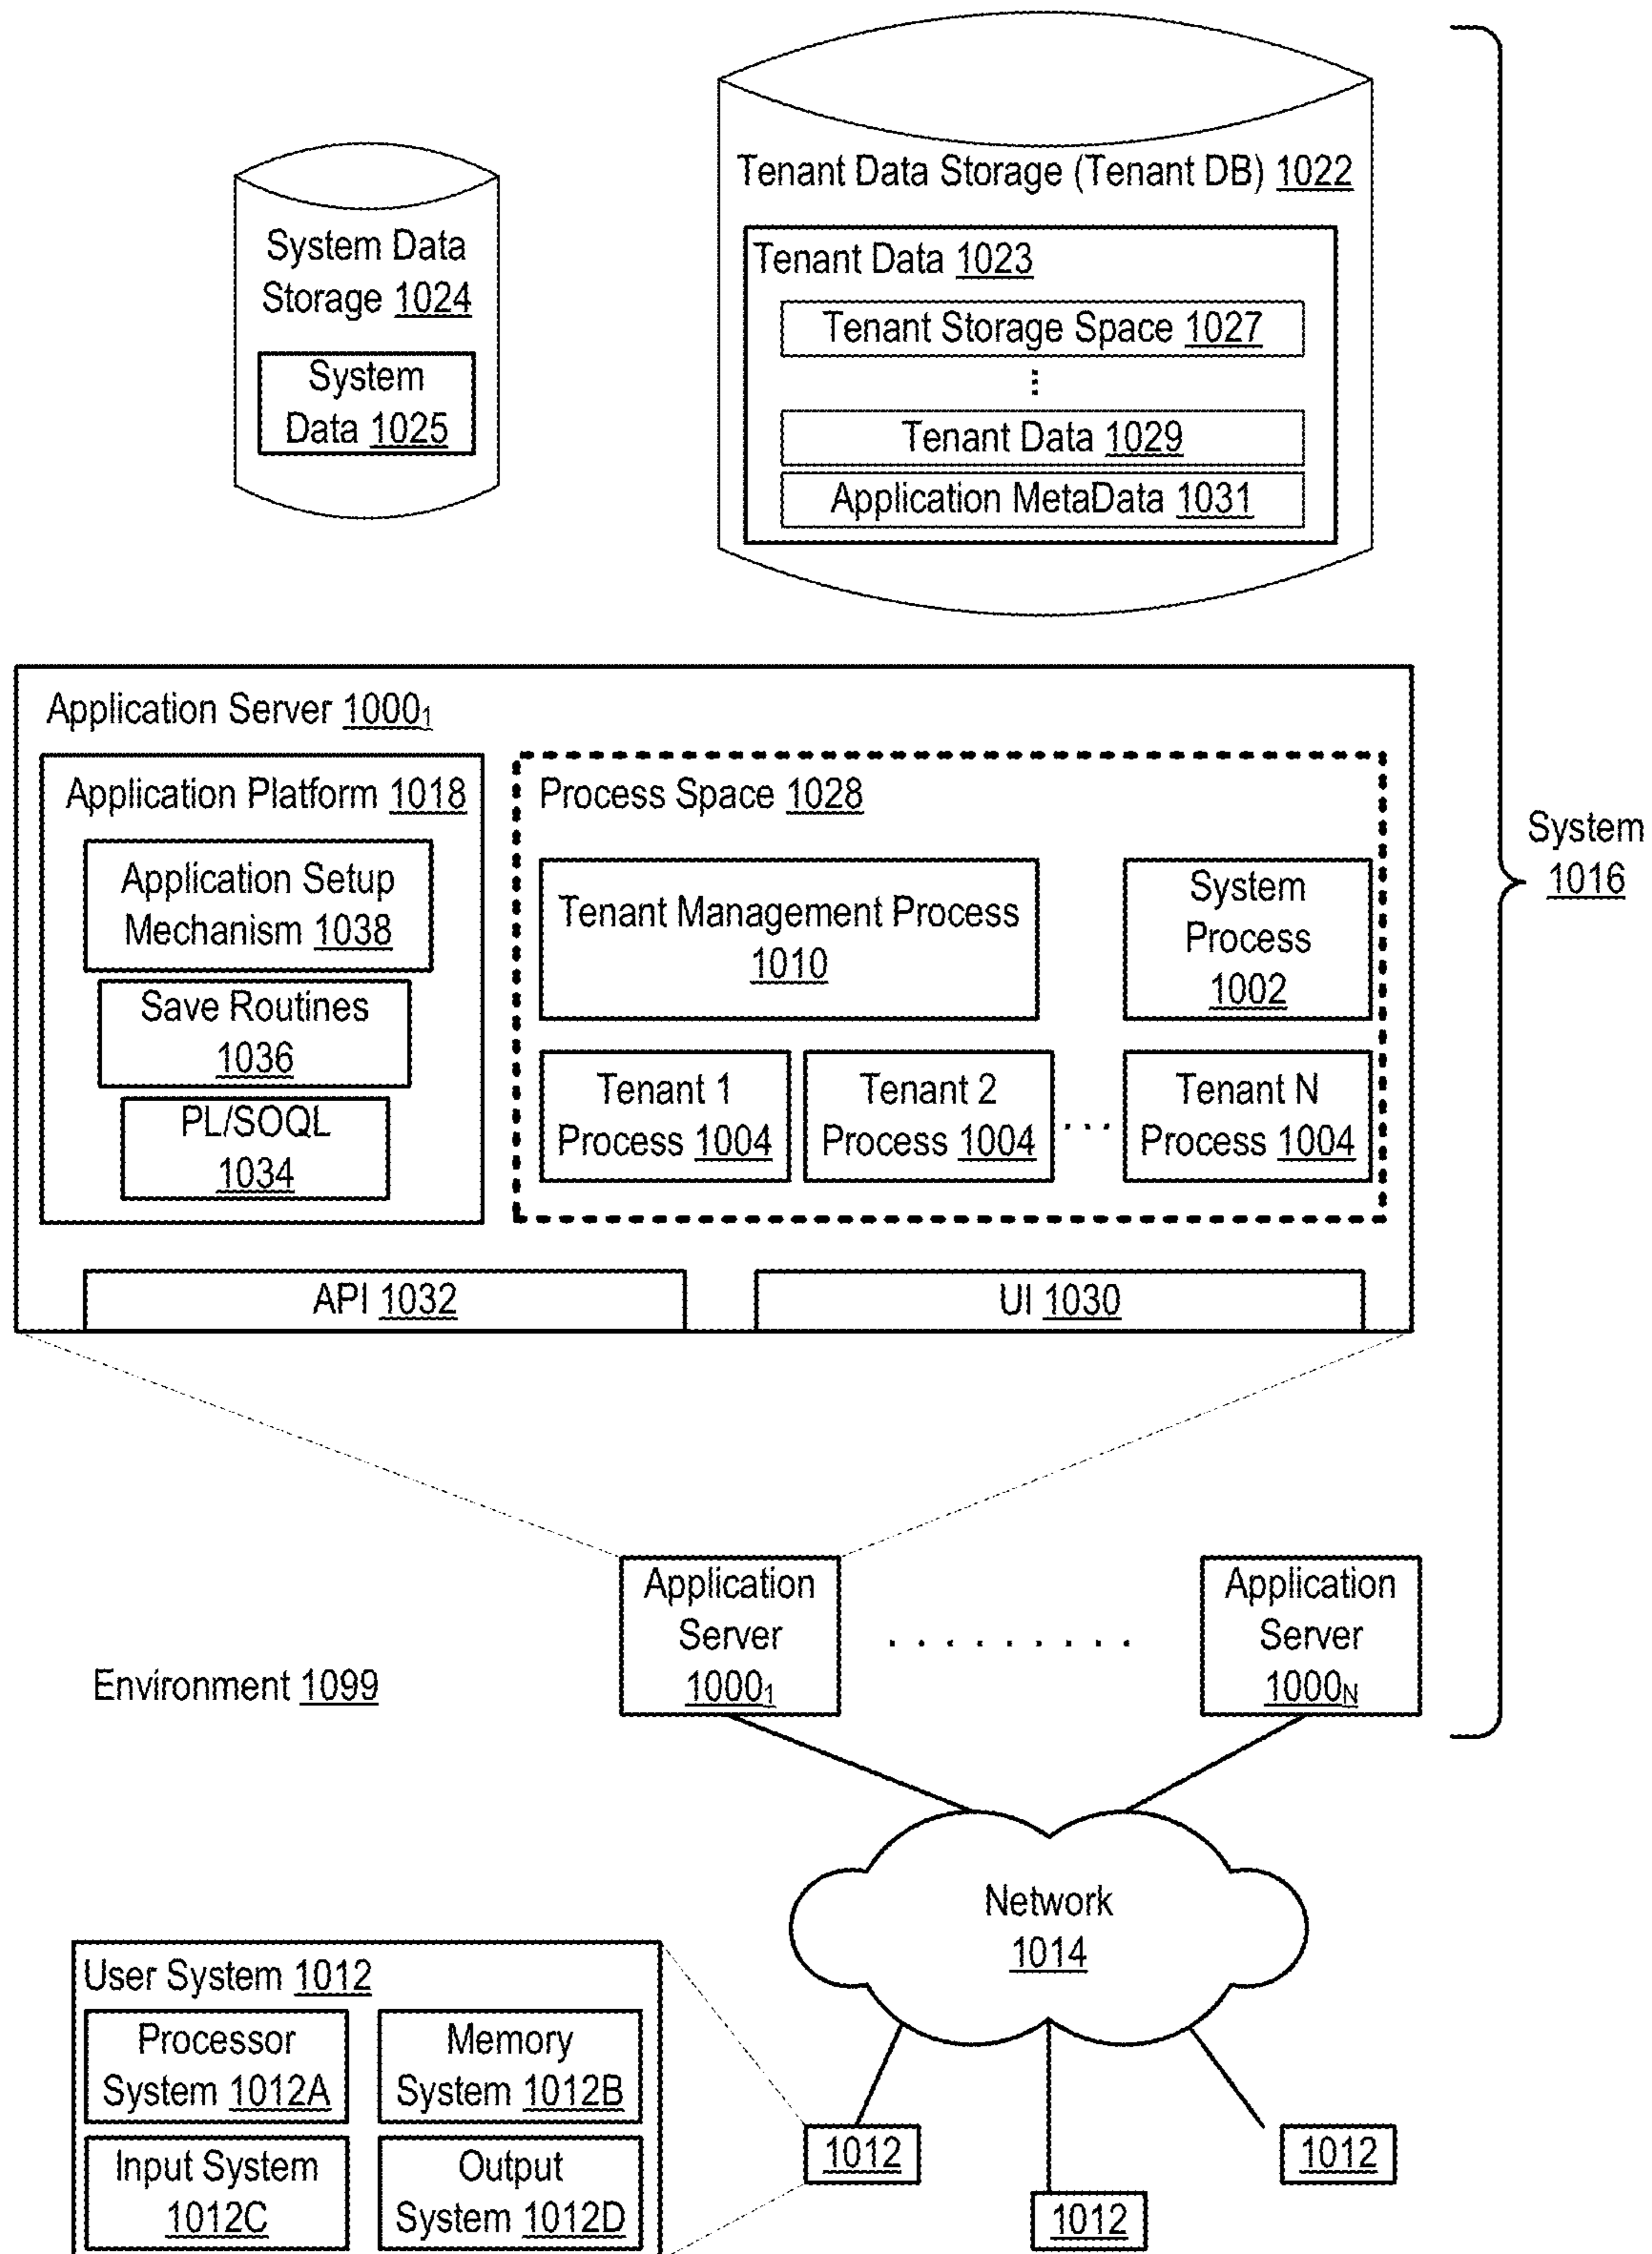 Tenant Data Storage (Tenant DB) 1022
System Data
Storage 1024
System
Data 1025
Tenant Data 1023
Tenant Storage Space 1027
⋮
Tenant Data 1029
Application MetaData 1031
System
1016
Application Server 1000₁
Application Platform 1018
Application Setup
Mechanism 1038
Save Routines
1036
PL/SOQL
1034
Process Space 1028
Tenant Management Process
1010
System
Process
1002
Tenant 1
Process 1004
Tenant 2
Process 1004
...
Tenant N
Process 1004
API 1032
UI 1030
Environment 1099
Application
Server
1000₁
.........
Application
Server
1000N
Network
1014
User System 1012
Processor
System 1012A
Memory
System 1012B
Input System
1012C
Output
System 1012D
1012
1012
1012